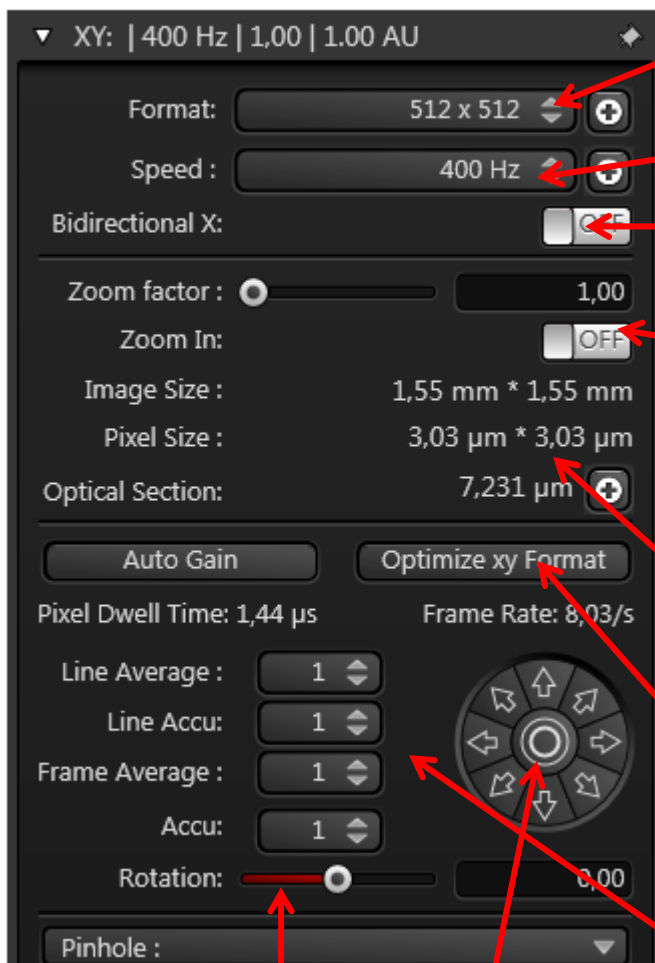 XY: | 400 Hz | 1,00 | 1.00 AU
Format: 512 x 512
Speed : 400 Hz
Bidirectional X: OFF
Zoom factor : 1,00
Zoom In: OFF
Image Size : 1,55 mm * 1,55 mm
Pixel Size : 3,03 µm * 3,03 µm
Optical Section: 7,231 µm
Auto Gain Optimize xy Format
Pixel Dwell Time: 1,44 µs Frame Rate: 8,03/s
Line Average : 1
Line Accu: 1
Frame Average : 1
Accu: 1
Rotation: 0,00
Pinhole :